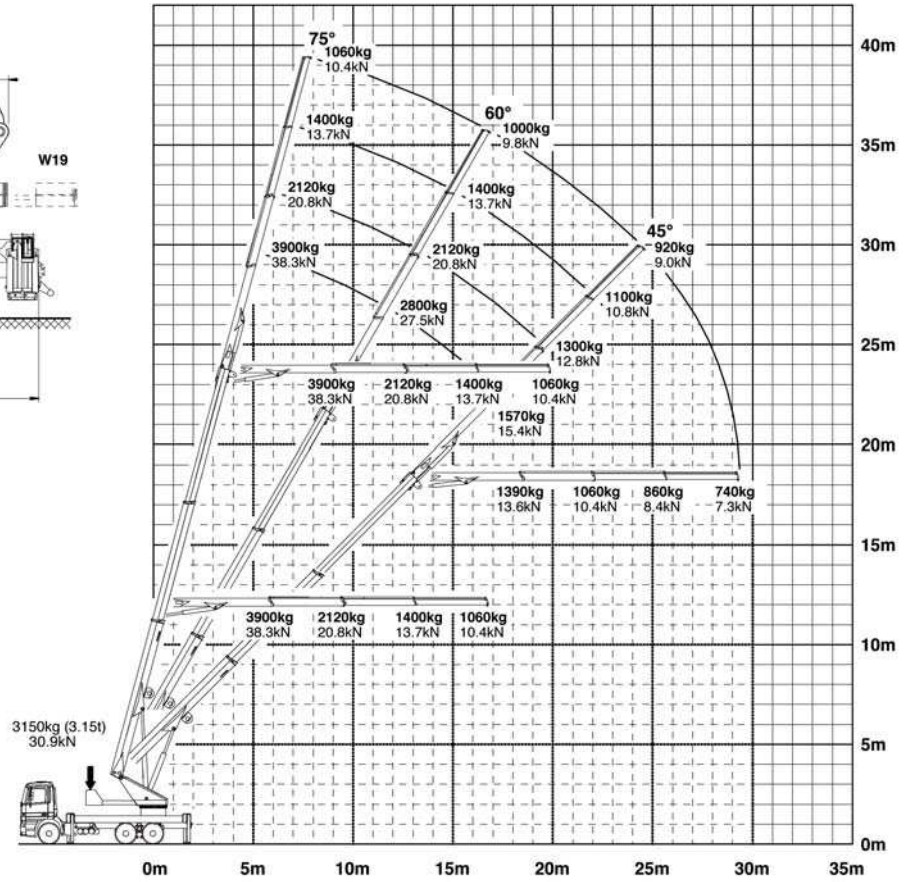 W19
75°
1060kg
10.4kN
40m
60°
1000kg
9.8kN
1400kg
13.7kN
35m
2120kg
20.8kN
1400kg
13.7kN
3900kg
38.3kN
2120kg
20.8kN
45°
920kg
9.0kN
30m
2800kg
27.5kN
1100kg
10.8kN
1300kg
12.8kN
25m
3900kg
38.3kN
2120kg
20.8kN
1400kg
13.7kN
1060kg
10.4kN
1570kg
15.4kN
20m
1390kg
13.6kN
1060kg
10.4kN
860kg
8.4kN
740kg
7.3kN
15m
3900kg
38.3kN
2120kg
20.8kN
1400kg
13.7kN
1060kg
10.4kN
10m
3150kg (3.15t)
30.9kN
5m
0m
0m 5m 10m 15m 20m 25m 30m 35m